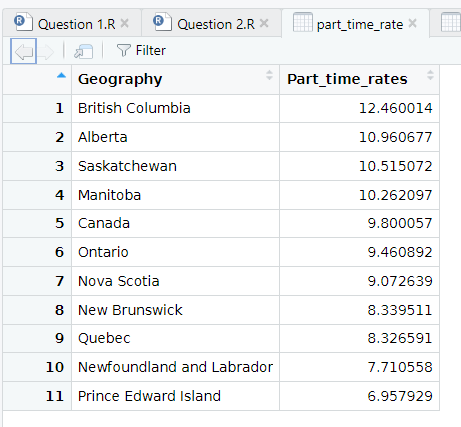 Question 1.R Question 2.R part_time_rate
Filter
Geography Part_time_rates
1 British Columbia 12.460014
2 Alberta 10.960677
3 Saskatchewan 10.515072
4 Manitoba 10.262097
5 Canada 9.800057
6 Ontario 9.460892
7 Nova Scotia 9.072639
8 New Brunswick 8.339511
9 Quebec 8.326591
10 Newfoundland and Labrador 7.710558
11 Prince Edward Island 6.957929